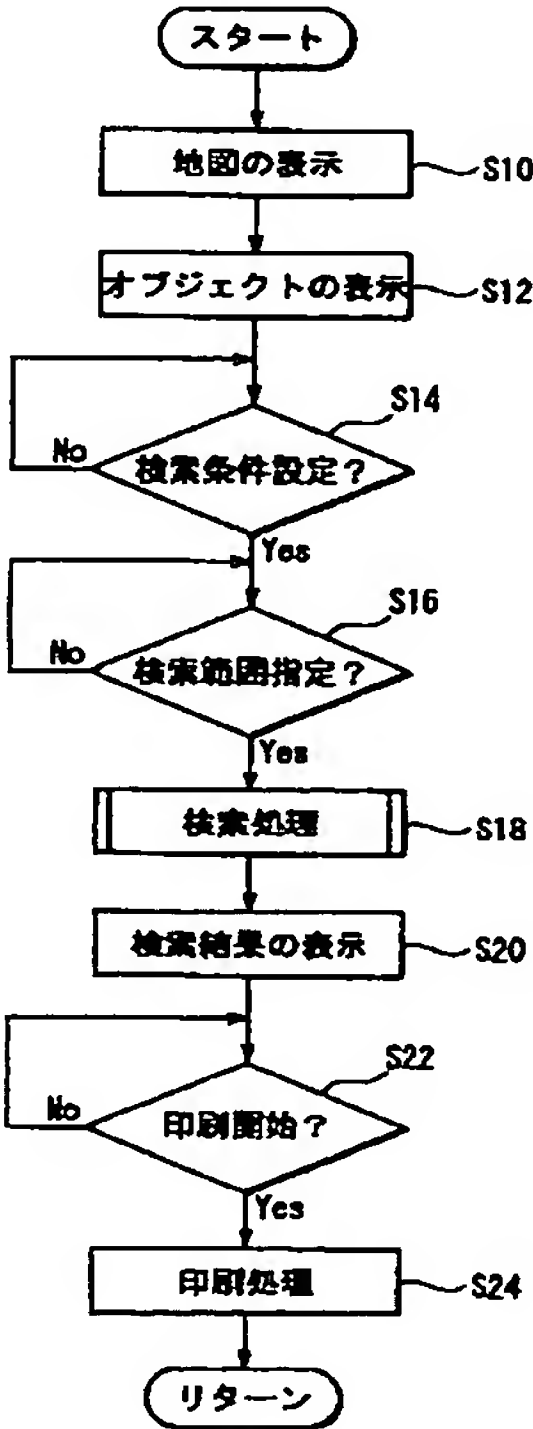 スタート
地図の表示
S10
オブジェクトの表示
S12
S14
No
検索条件設定？
Yes
S16
No
検索範囲指定？
Yes
検索処理
S18
検索結果の表示
S20
S22
No
印刷開始？
Yes
印刷処理
S24
リターン